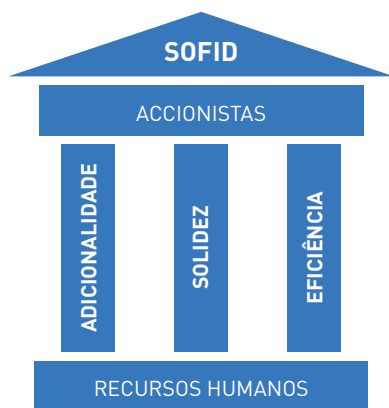 SOFID
ACCIONISTAS
ADICIONALIDADE
SOLIDEZ
EFICIÊNCIA
RECURSOS HUMANOS